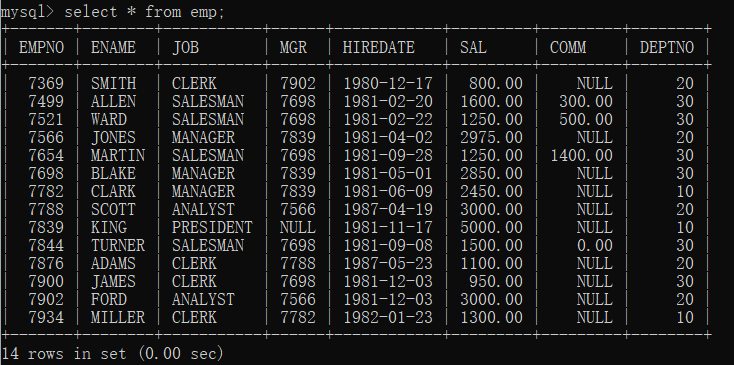 mysql> select * from emp;
+-------+--------+-----------+------+------------+---------+---------+--------+
| EMPNO | ENAME  | JOB       | MGR  | HIREDATE   | SAL     | COMM    | DEPTNO |
+-------+--------+-----------+------+------------+---------+---------+--------+
|  7369 | SMITH  | CLERK     | 7902 | 1980-12-17 |  800.00 |    NULL |     20 |
|  7499 | ALLEN  | SALESMAN  | 7698 | 1981-02-20 | 1600.00 |  300.00 |     30 |
|  7521 | WARD   | SALESMAN  | 7698 | 1981-02-22 | 1250.00 |  500.00 |     30 |
|  7566 | JONES  | MANAGER   | 7839 | 1981-04-02 | 2975.00 |    NULL |     20 |
|  7654 | MARTIN | SALESMAN  | 7698 | 1981-09-28 | 1250.00 | 1400.00 |     30 |
|  7698 | BLAKE  | MANAGER   | 7839 | 1981-05-01 | 2850.00 |    NULL |     30 |
|  7782 | CLARK  | MANAGER   | 7839 | 1981-06-09 | 2450.00 |    NULL |     10 |
|  7788 | SCOTT  | ANALYST   | 7566 | 1987-04-19 | 3000.00 |    NULL |     20 |
|  7839 | KING   | PRESIDENT | NULL | 1981-11-17 | 5000.00 |    NULL |     10 |
|  7844 | TURNER | SALESMAN  | 7698 | 1981-09-08 | 1500.00 |    0.00 |     30 |
|  7876 | ADAMS  | CLERK     | 7788 | 1987-05-23 | 1100.00 |    NULL |     20 |
|  7900 | JAMES  | CLERK     | 7698 | 1981-12-03 |  950.00 |    NULL |     30 |
|  7902 | FORD   | ANALYST   | 7566 | 1981-12-03 | 3000.00 |    NULL |     20 |
|  7934 | MILLER | CLERK     | 7782 | 1982-01-23 | 1300.00 |    NULL |     10 |
+-------+--------+-----------+------+------------+---------+---------+--------+
14 rows in set (0.00 sec)